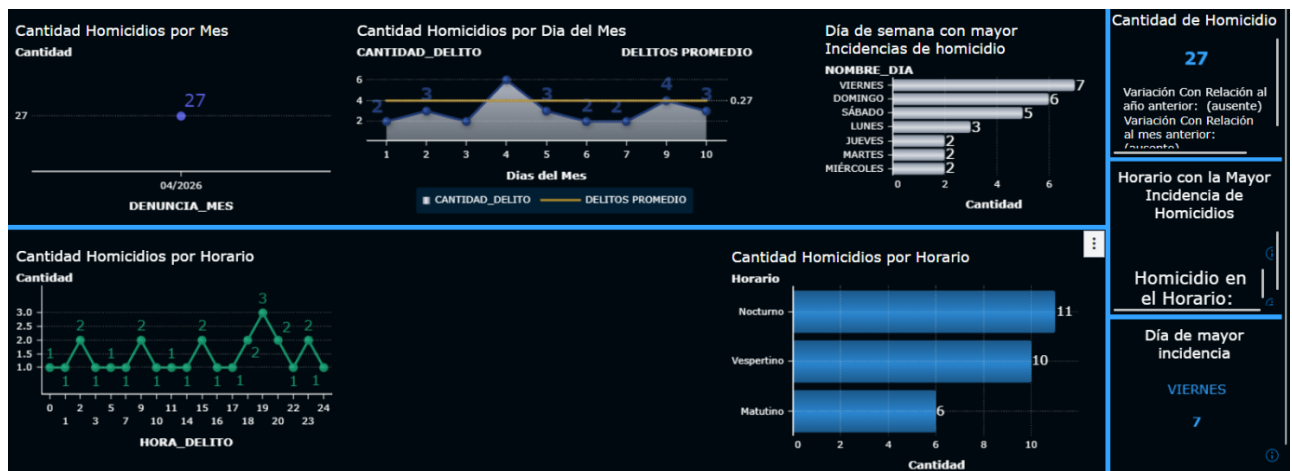 Cantidad Homicidios por Mes
Cantidad
27
27
04/2026
DENUNCIA_MES
Cantidad Homicidios por Dia del Mes
CANTIDAD_DELITO DELITOS PROMEDIO
6
4
2
2 3 3 2 2 4 3
0.27
1 2 3 4 5 6 7 9 10
Dias del Mes
CANTIDAD_DELITO DELITOS PROMEDIO
Día de semana con mayor
Incidencias de homicidio
NOMBRE_DIA
VIERNES 7
DOMINGO 6
SÁBADO 5
LUNES 3
JUEVES 2
MARTES 2
MIÉRCOLES 2
0 2 4 6
Cantidad
Cantidad de Homicidio
27
Variación Con Relación al
año anterior: (ausente)
Variación Con Relación
al mes anterior:
(ausente)
Horario con la Mayor
Incidencia de
Homicidios
Homicidio en
el Horario:
Día de mayor
incidencia
VIERNES
7
Cantidad Homicidios por Horario
Cantidad
3.0
2.5
2.0
1.5
1.0
1 1 2 1 1 1 2 1 1 1 2 1 1 2 3 2 1 2 1
0 2 5 9 11 15 17 19 22 24
1 3 7 10 14 16 18 20 23
HORA_DELITO
Cantidad Homicidios por Horario
Horario
Nocturno 11
Vespertino 10
Matutino 6
0 2 4 6 8 10
Cantidad